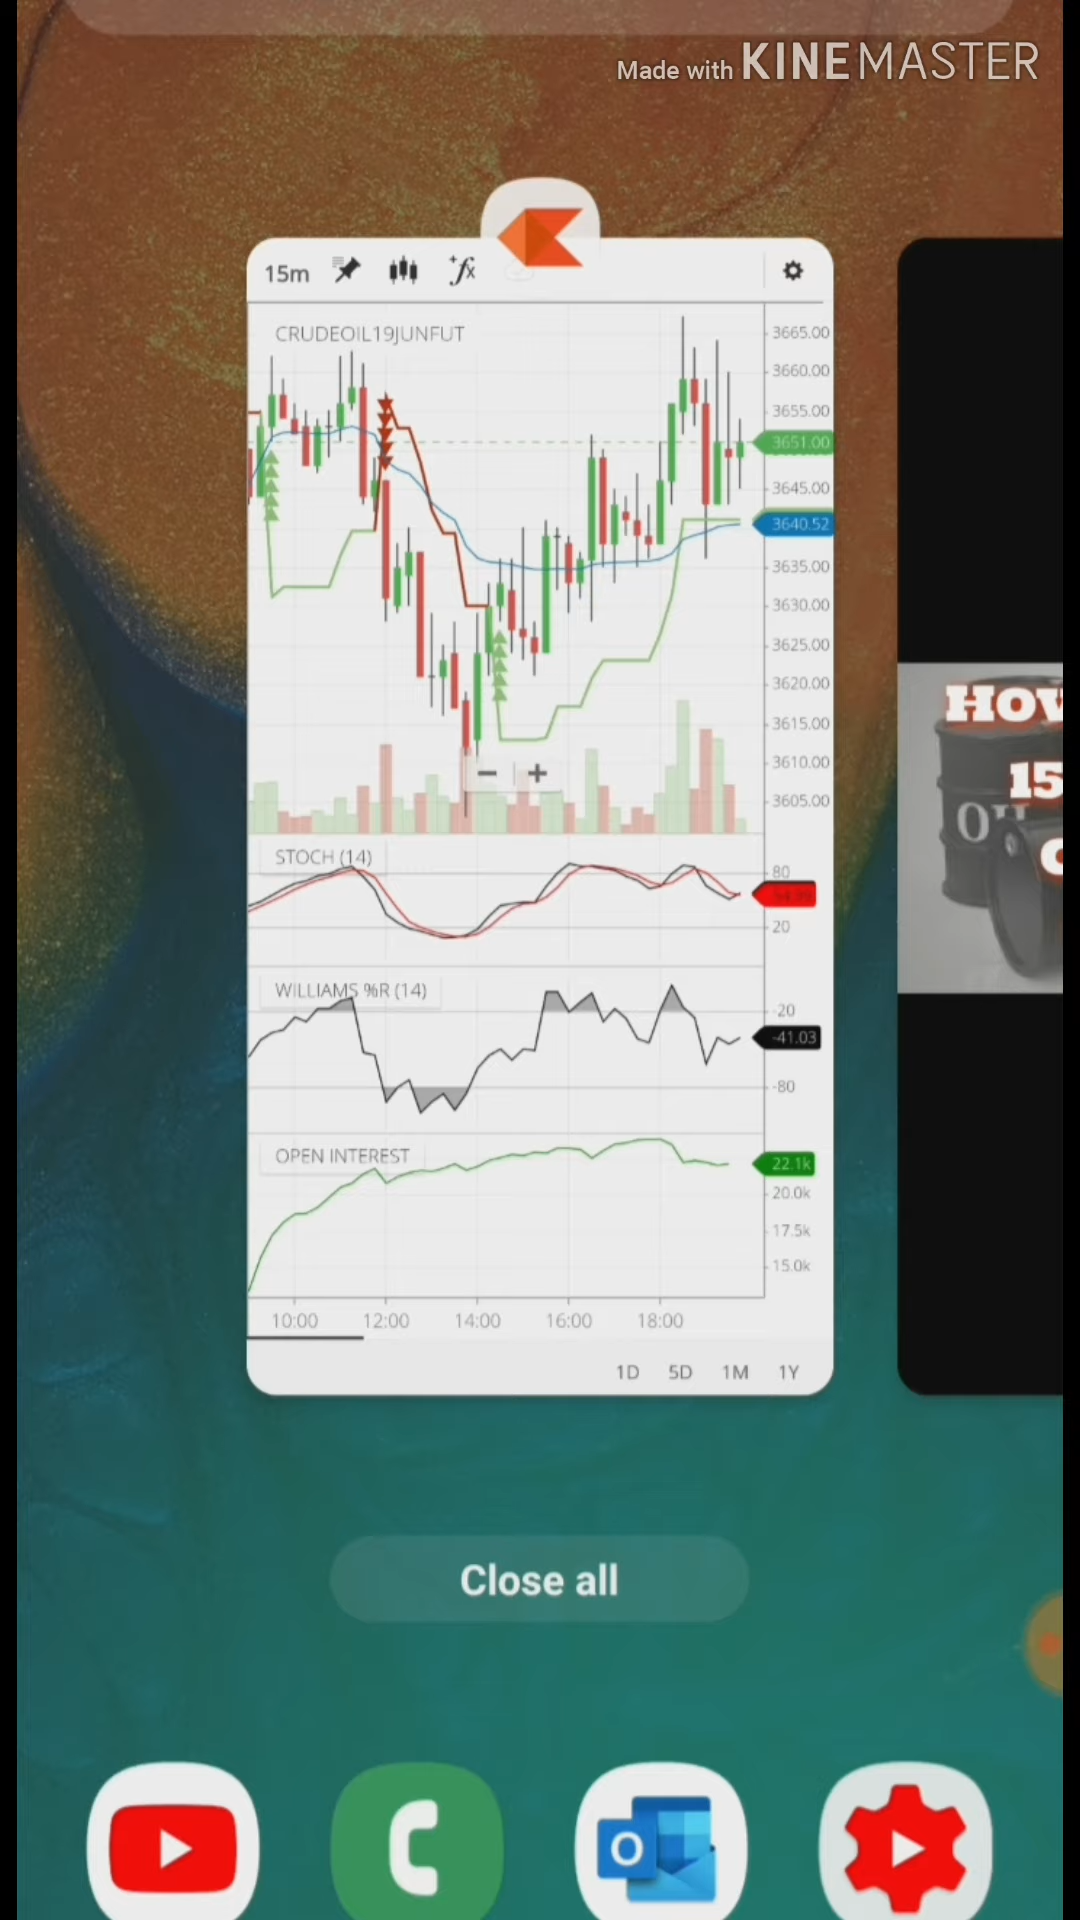 Made with KINEMASTER
15m
CRUDEOIL19JUNFUT
3665.00
3660.00
3655.00
3651.00
3645.00
3640.52
3635.00
3630.00
3625.00
3620.00
3615.00
3610.00
3605.00
STOCH (14)
80
20
WILLIAMS %R (14)
-20
-41.03
-80
OPEN INTEREST
22.1k
20.0k
17.5k
15.0k
10:00 12:00 14:00 16:00 18:00
1D 5D 1M 1Y
15
Close all